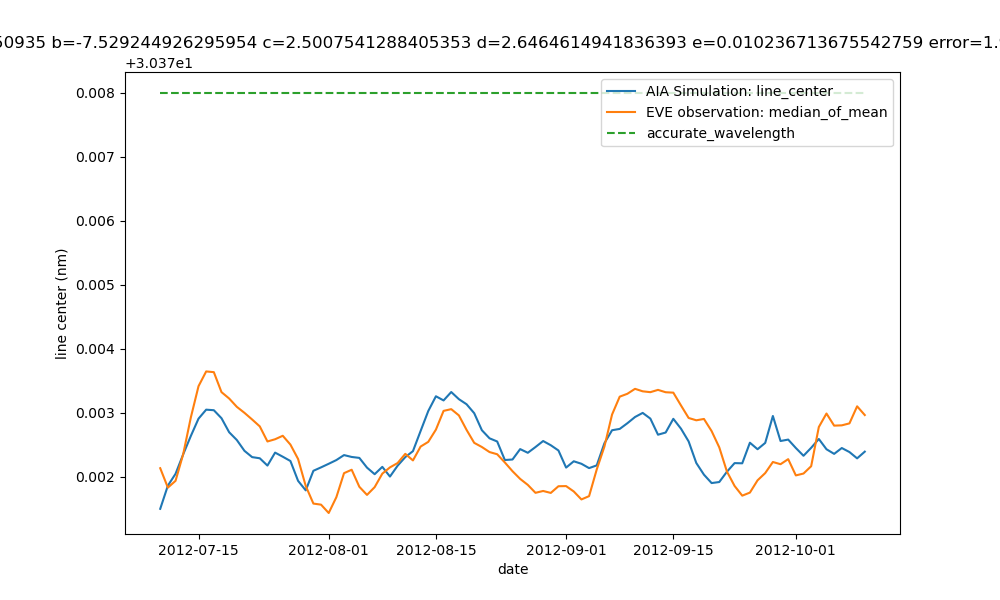 50935 b=-7.529244926295954 c=2.5007541288405353 d=2.6464614941836393 e=0.010236713675542759 error=1.9
+3.037e1
0.008
0.007
0.006
0.005
0.004
0.003
0.002
line center (nm)
AIA Simulation: line_center
EVE observation: median_of_mean
accurate_wavelength
2012-07-15 2012-08-01 2012-08-15 2012-09-01 2012-09-15 2012-10-01
date